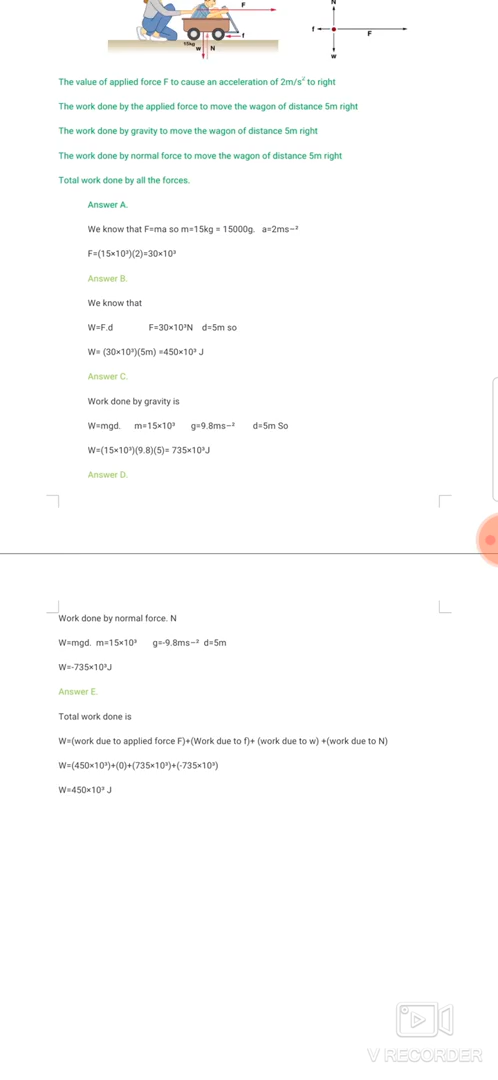 F
N
f
f
F
15kg
w
N
w
The value of applied force F to cause an acceleration of 2m/s² to right
The work done by the applied force to move the wagon of distance 5m right
The work done by gravity to move the wagon of distance 5m right
The work done by normal force to move the wagon of distance 5m right
Total work done by all the forces.
Answer A.
We know that F=ma so m=15kg = 15000g. a=2ms−²
F=(15×10³)(2)=30×10³
Answer B.
We know that
W=F.d F=30×10³N d=5m so
W= (30×10³)(5m) =450×10³ J
Answer C.
Work done by gravity is
W=mgd. m=15×10³ g=9.8ms−² d=5m So
W=(15×10³)(9.8)(5)= 735×10³J
Answer D.
Work done by normal force. N
W=mgd. m=15×10³ g=-9.8ms−² d=5m
W=-735×10³J
Answer E.
Total work done is
W=(work due to applied force F)+(Work due to f)+ (work due to w) +(work due to N)
W=(450×10³)+(0)+(735×10³)+(-735×10³)
W=450×10³ J
V RECORDER